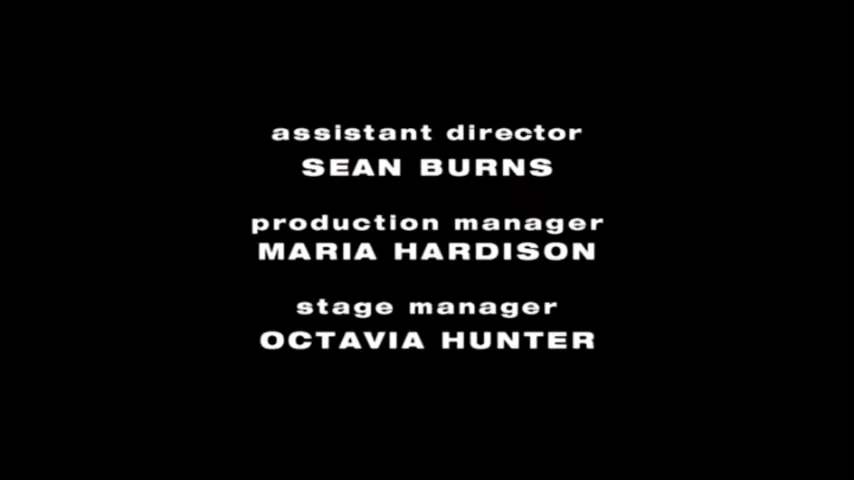 assistant director
SEAN BURNS
production manager
MARIA HARDISON
stage manager
OCTAVIA HUNTER